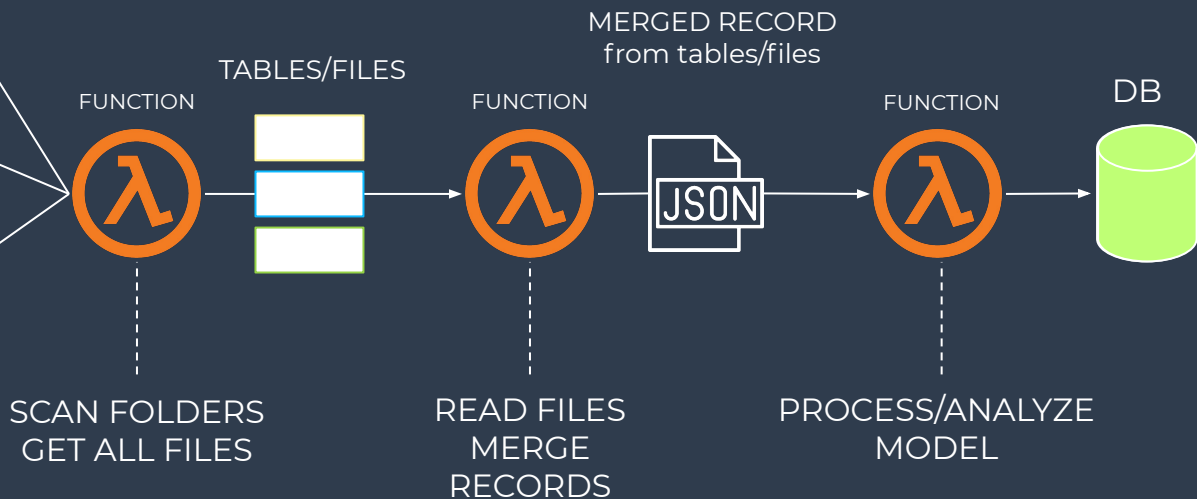 MERGED RECORD
from tables/files
TABLES/FILES
DB
FUNCTION
FUNCTION
FUNCTION
JSON
SCAN FOLDERS
GET ALL FILES
READ FILES
MERGE
RECORDS
PROCESS/ANALYZE
MODEL